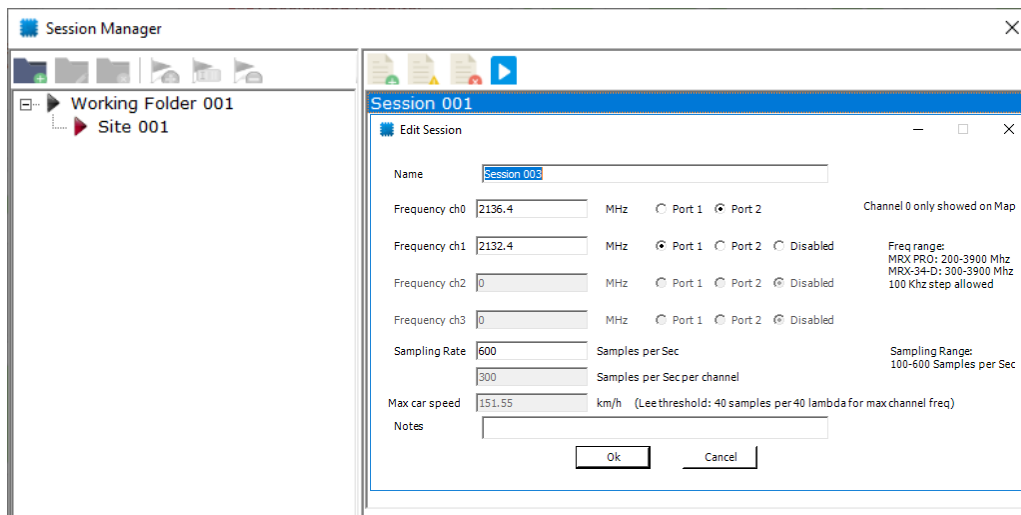 Session Manager
Working Folder 001
Site 001
Session 001
Edit Session
Name Session 003
Frequency ch0 2136.4 MHz Port 1 Port 2 Channel 0 only showed on Map
Frequency ch1 2132.4 MHz Port 1 Port 2 Disabled
Freq range:
MRX PRO: 200-3900 Mhz
MRX-34-D: 300-3900 Mhz
100 Khz step allowed
Frequency ch2 0 MHz Port 1 Port 2 Disabled
Frequency ch3 0 MHz Port 1 Port 2 Disabled
Sampling Rate 600 Samples per Sec
Sampling Range:
100-600 Samples per Sec
300 Samples per Sec per channel
Max car speed 151.55 km/h (Lee threshold: 40 samples per 40 lambda for max channel freq)
Notes
Ok Cancel